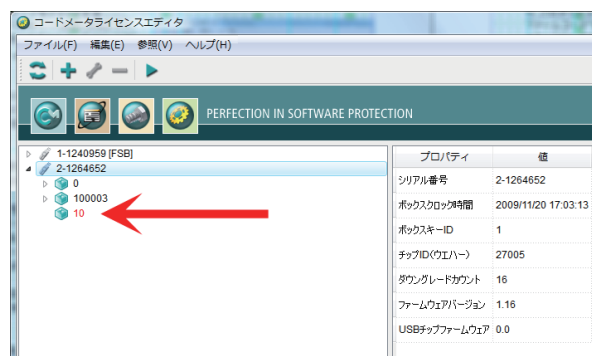 コードメータライセンスエディタ
ファイル(F) 編集(E) 参照(V) ヘルプ(H)
PERFECTION IN SOFTWARE PROTECTION
1-1240959 [FSB]
2-1264652
0
100003
10
プロパティ 値
シリアル番号 2-1264652
ボックスクロック時間 2009/11/20 17:03:13
ボックスキーID 1
チップID(ウエハー) 27005
ダウングレードカウント 16
ファームウェアバージョン 1.16
USBチップファームウェア 0.0